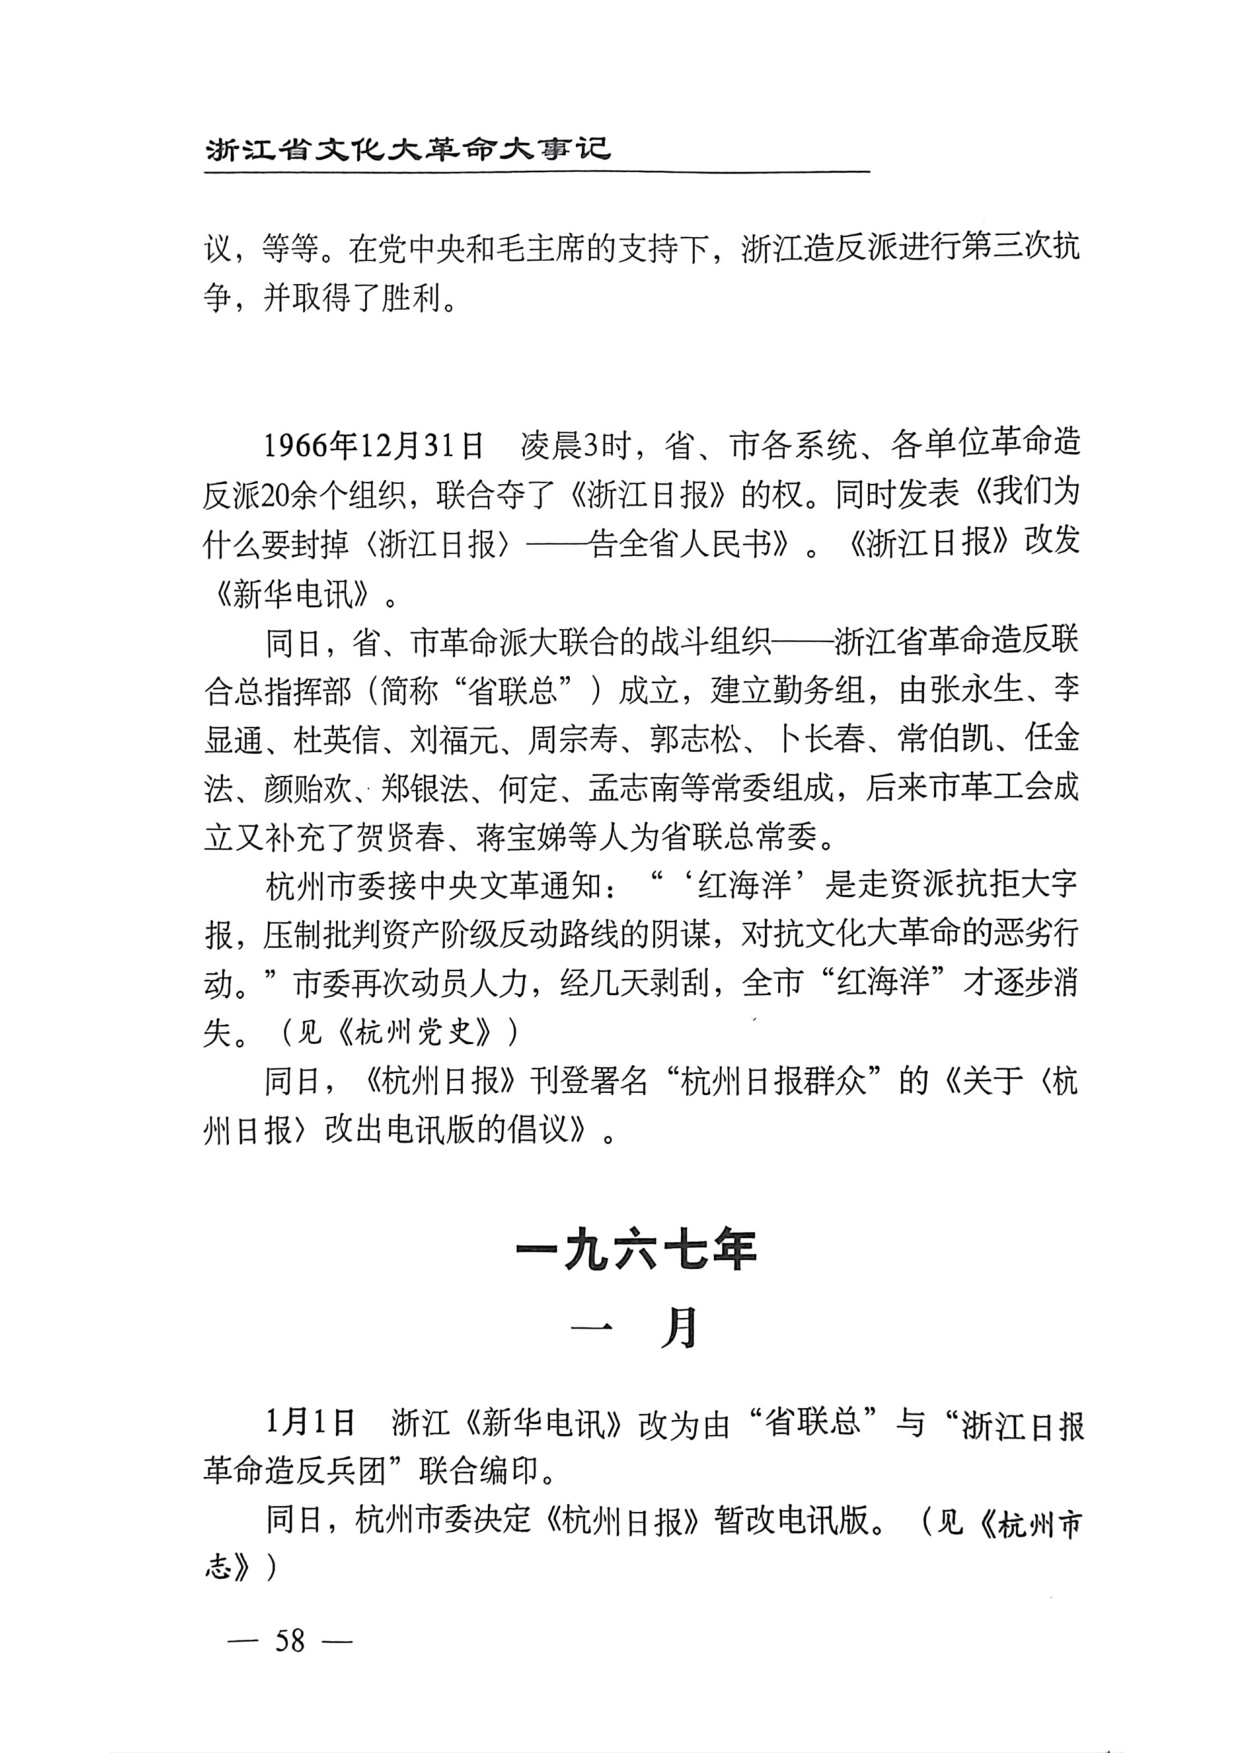 浙江省文化大革命大事记
议，等等。在党中央和毛主席的支持下，浙江造反派进行第三次抗
争，并取得了胜利。
1966年12月31日　凌晨3时，省、市各系统、各单位革命造
反派20余个组织，联合夺了《浙江日报》的权。同时发表《我们为
什么要封掉〈浙江日报〉——告全省人民书》。《浙江日报》改发
《新华电讯》。
同日，省、市革命派大联合的战斗组织——浙江省革命造反联
合总指挥部（简称“省联总”）成立，建立勤务组，由张永生、李
显通、杜英信、刘福元、周宗寿、郭志松、卜长春、常伯凯、任金
法、颜贻欢、郑银法、何定、孟志南等常委组成，后来市革工会成
立又补充了贺贤春、蒋宝娣等人为省联总常委。
杭州市委接中央文革通知：“‘红海洋’是走资派抗拒大字
报，压制批判资产阶级反动路线的阴谋，对抗文化大革命的恶劣行
动。”市委再次动员人力，经几天剥刮，全市“红海洋”才逐步消
失。（见《杭州党史》）
同日，《杭州日报》刊登署名“杭州日报群众”的《关于〈杭
州日报〉改出电讯版的倡议》。
一九六七年
一　月
1月1日　浙江《新华电讯》改为由“省联总”与“浙江日报
革命造反兵团”联合编印。
同日，杭州市委决定《杭州日报》暂改电讯版。（见《杭州市
志》）
— 58 —